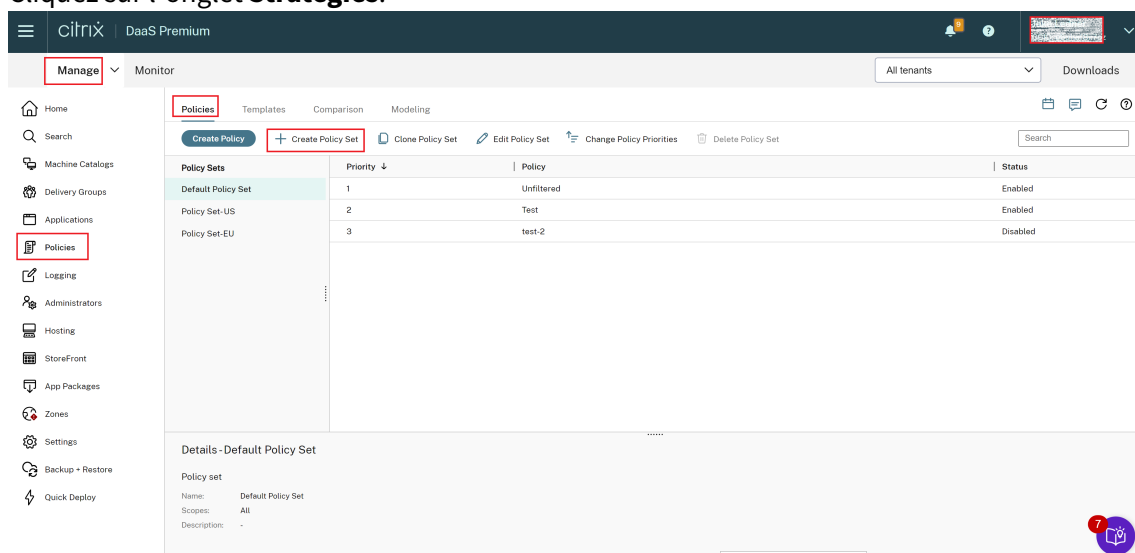 Cliquez sur l'onglet Stratégies.
citrix | DaaS Premium 9 ?
Manage Monitor All tenants Downloads
Home
Search
Machine Catalogs
Delivery Groups
Applications
Policies
Logging
Administrators
Hosting
StoreFront
App Packages
Zones
Settings
Backup + Restore
Quick Deploy
Policies Templates Comparison Modeling
Create Policy Create Policy Set Clone Policy Set Edit Policy Set Change Policy Priorities Delete Policy Set Search
Policy Sets
Default Policy Set
Policy Set-US
Policy Set-EU
Priority ↓ Policy Status
1 Unfiltered Enabled
2 Test Enabled
3 test-2 Disabled
Details - Default Policy Set
Policy set
Name: Default Policy Set
Scopes: All
Description: -
7